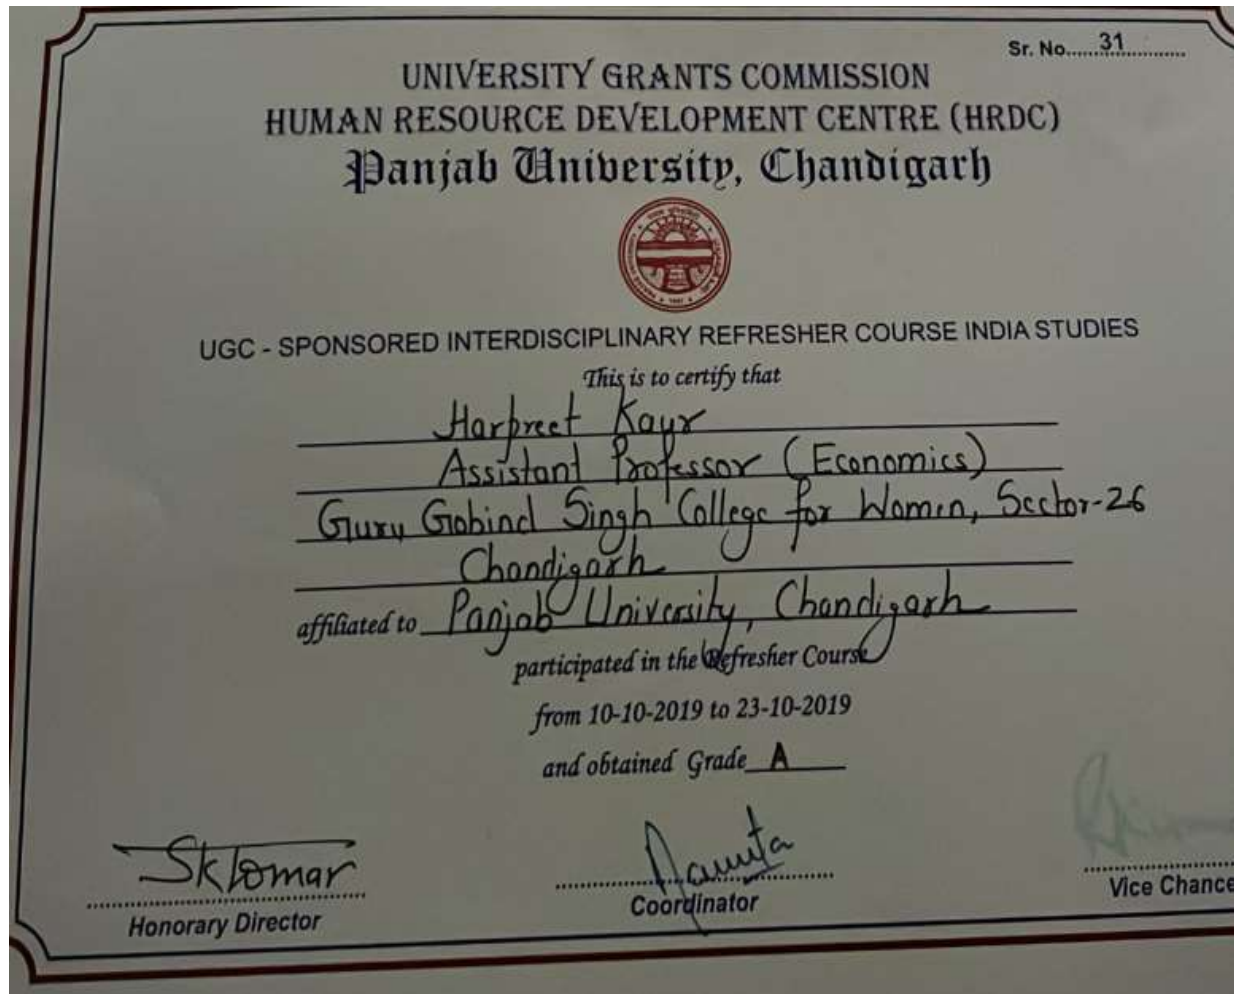 Sr. No.....31............
UNIVERSITY GRANTS COMMISSION
HUMAN RESOURCE DEVELOPMENT CENTRE (HRDC)
Panjab University, Chandigarh
UGC - SPONSORED INTERDISCIPLINARY REFRESHER COURSE INDIA STUDIES
This is to certify that
Harpreet Kaur
Assistant Professor (Economics)
Guru Gobind Singh College for Women, Sector-26
Chandigarh
affiliated to Panjab University, Chandigarh
participated in the Refresher Course
from 10-10-2019 to 23-10-2019
and obtained Grade A
SkTomar
Honorary Director
Coordinator
Vice Chance